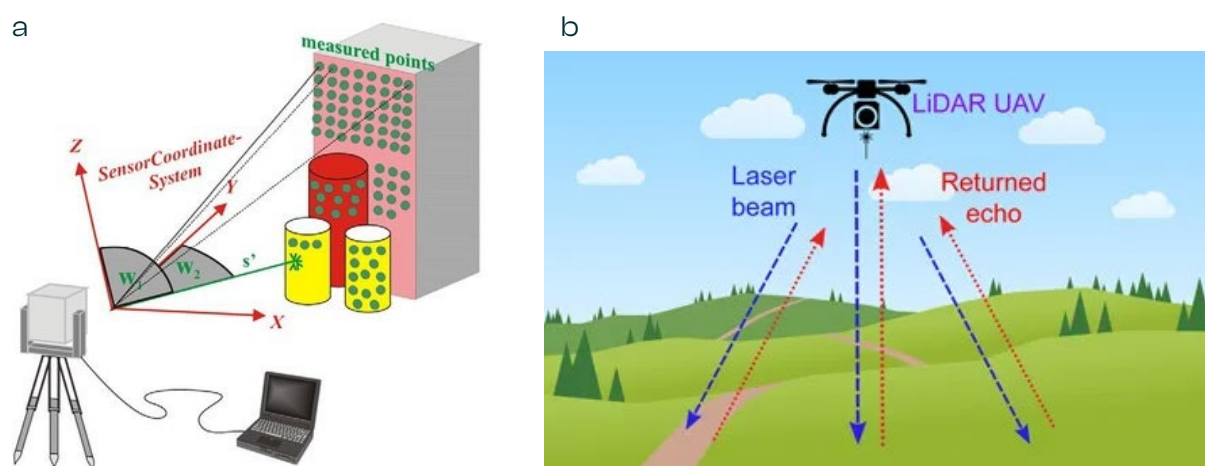 a
measured points
Z
SensorCoordinate-
System
Y
W1
W2
s'
X
b
LiDAR UAV
Laser
beam
Returned
echo